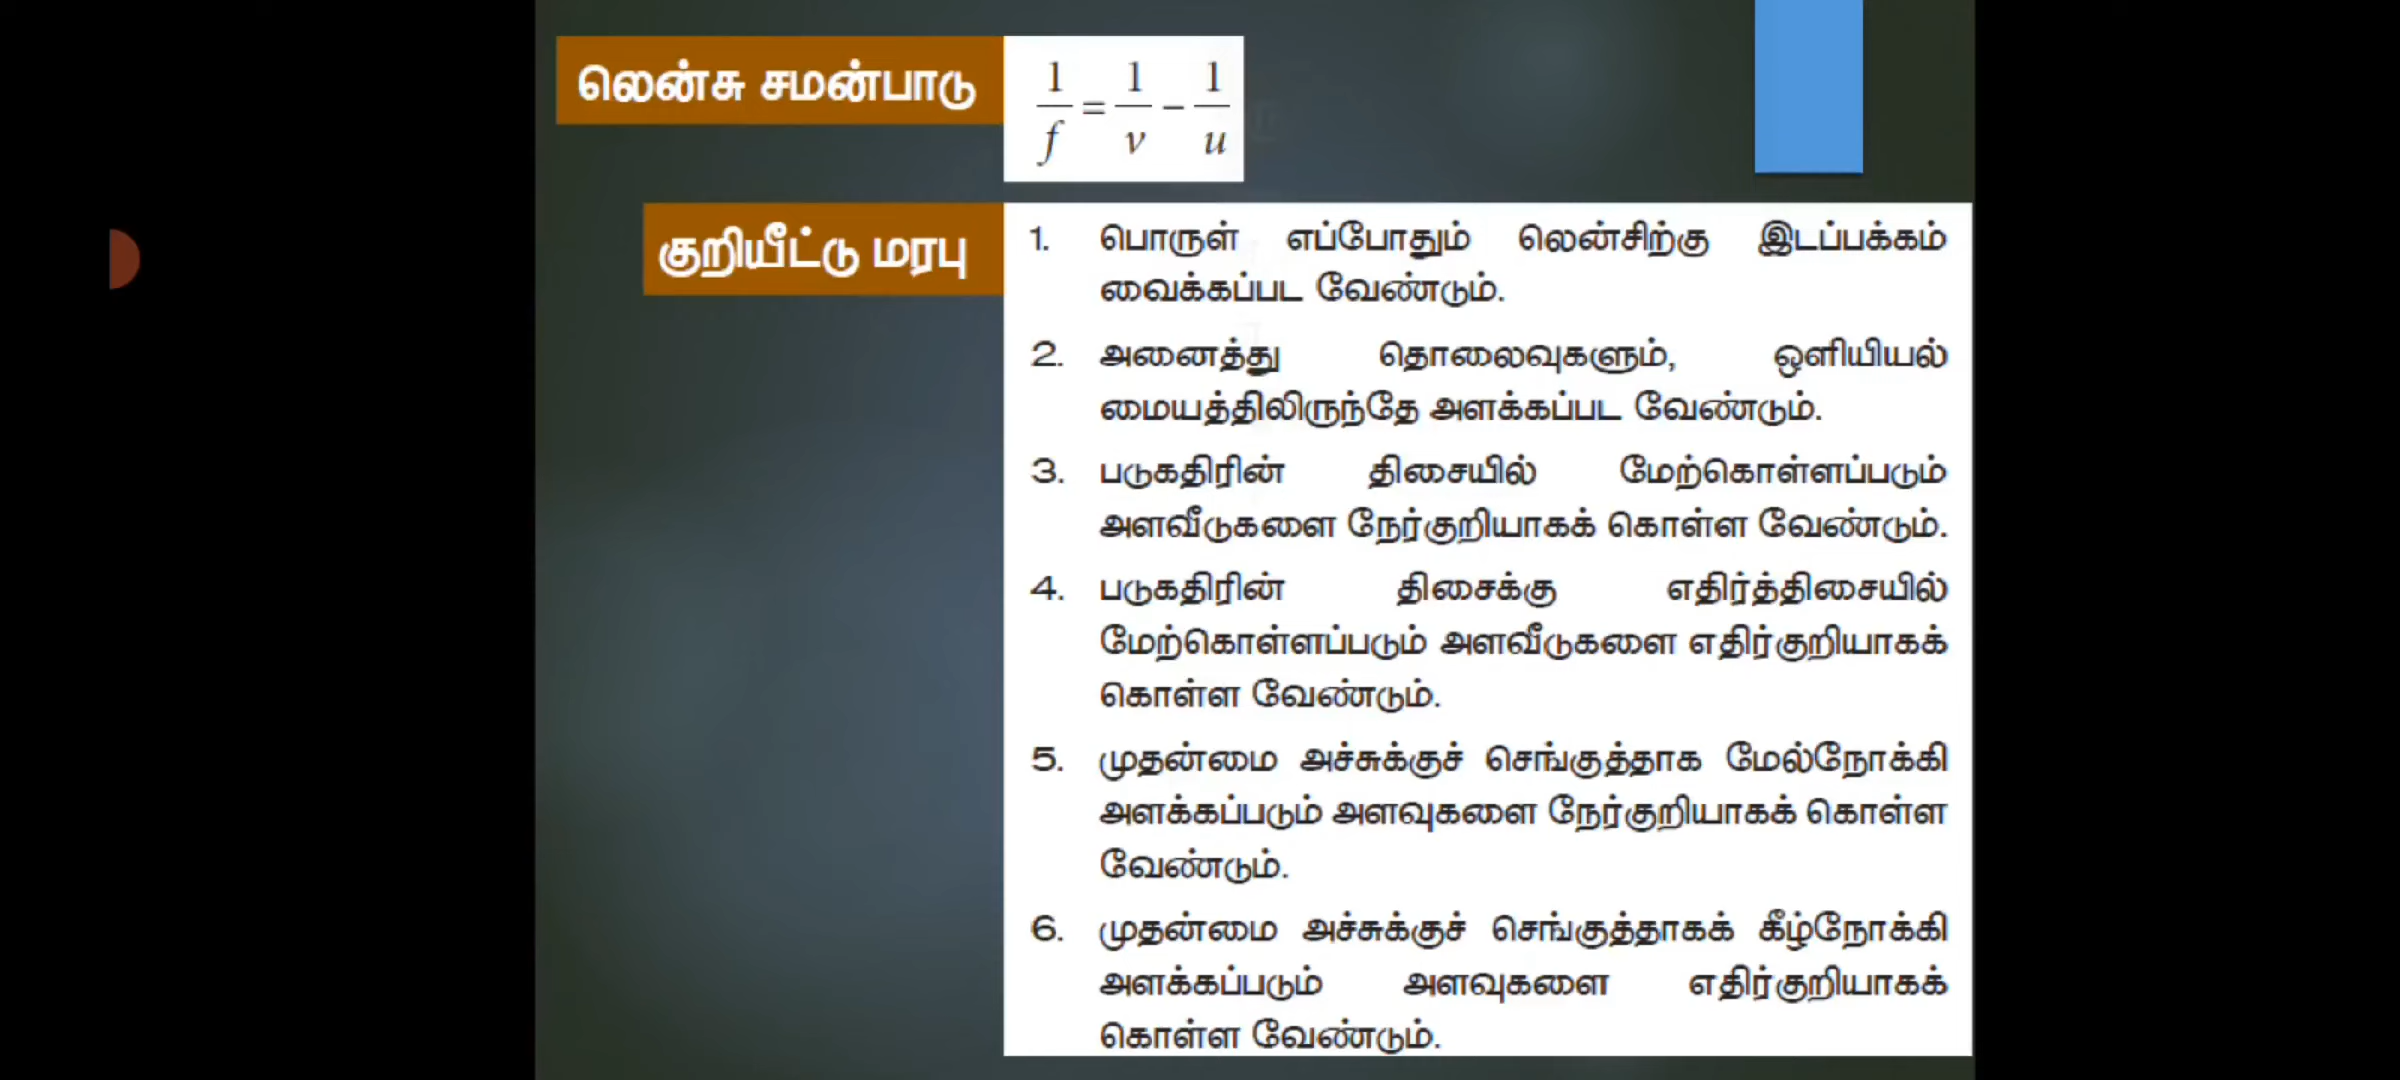 லென்சு சமன்பாடு
1/f = 1/v − 1/u
குறியீட்டு மரபு
1. பொருள் எப்போதும் லென்சிற்கு இடப்பக்கம்
வைக்கப்பட வேண்டும்.
2. அனைத்து தொலைவுகளும், ஒளியியல்
மையத்திலிருந்தே அளக்கப்பட வேண்டும்.
3. படுகதிரின் திசையில் மேற்கொள்ளப்படும்
அளவீடுகளை நேர்குறியாகக் கொள்ள வேண்டும்.
4. படுகதிரின் திசைக்கு எதிர்த்திசையில்
மேற்கொள்ளப்படும் அளவீடுகளை எதிர்குறியாகக்
கொள்ள வேண்டும்.
5. முதன்மை அச்சுக்குச் செங்குத்தாக மேல்நோக்கி
அளக்கப்படும் அளவுகளை நேர்குறியாகக் கொள்ள
வேண்டும்.
6. முதன்மை அச்சுக்குச் செங்குத்தாகக் கீழ்நோக்கி
அளக்கப்படும் அளவுகளை எதிர்குறியாகக்
கொள்ள வேண்டும்.